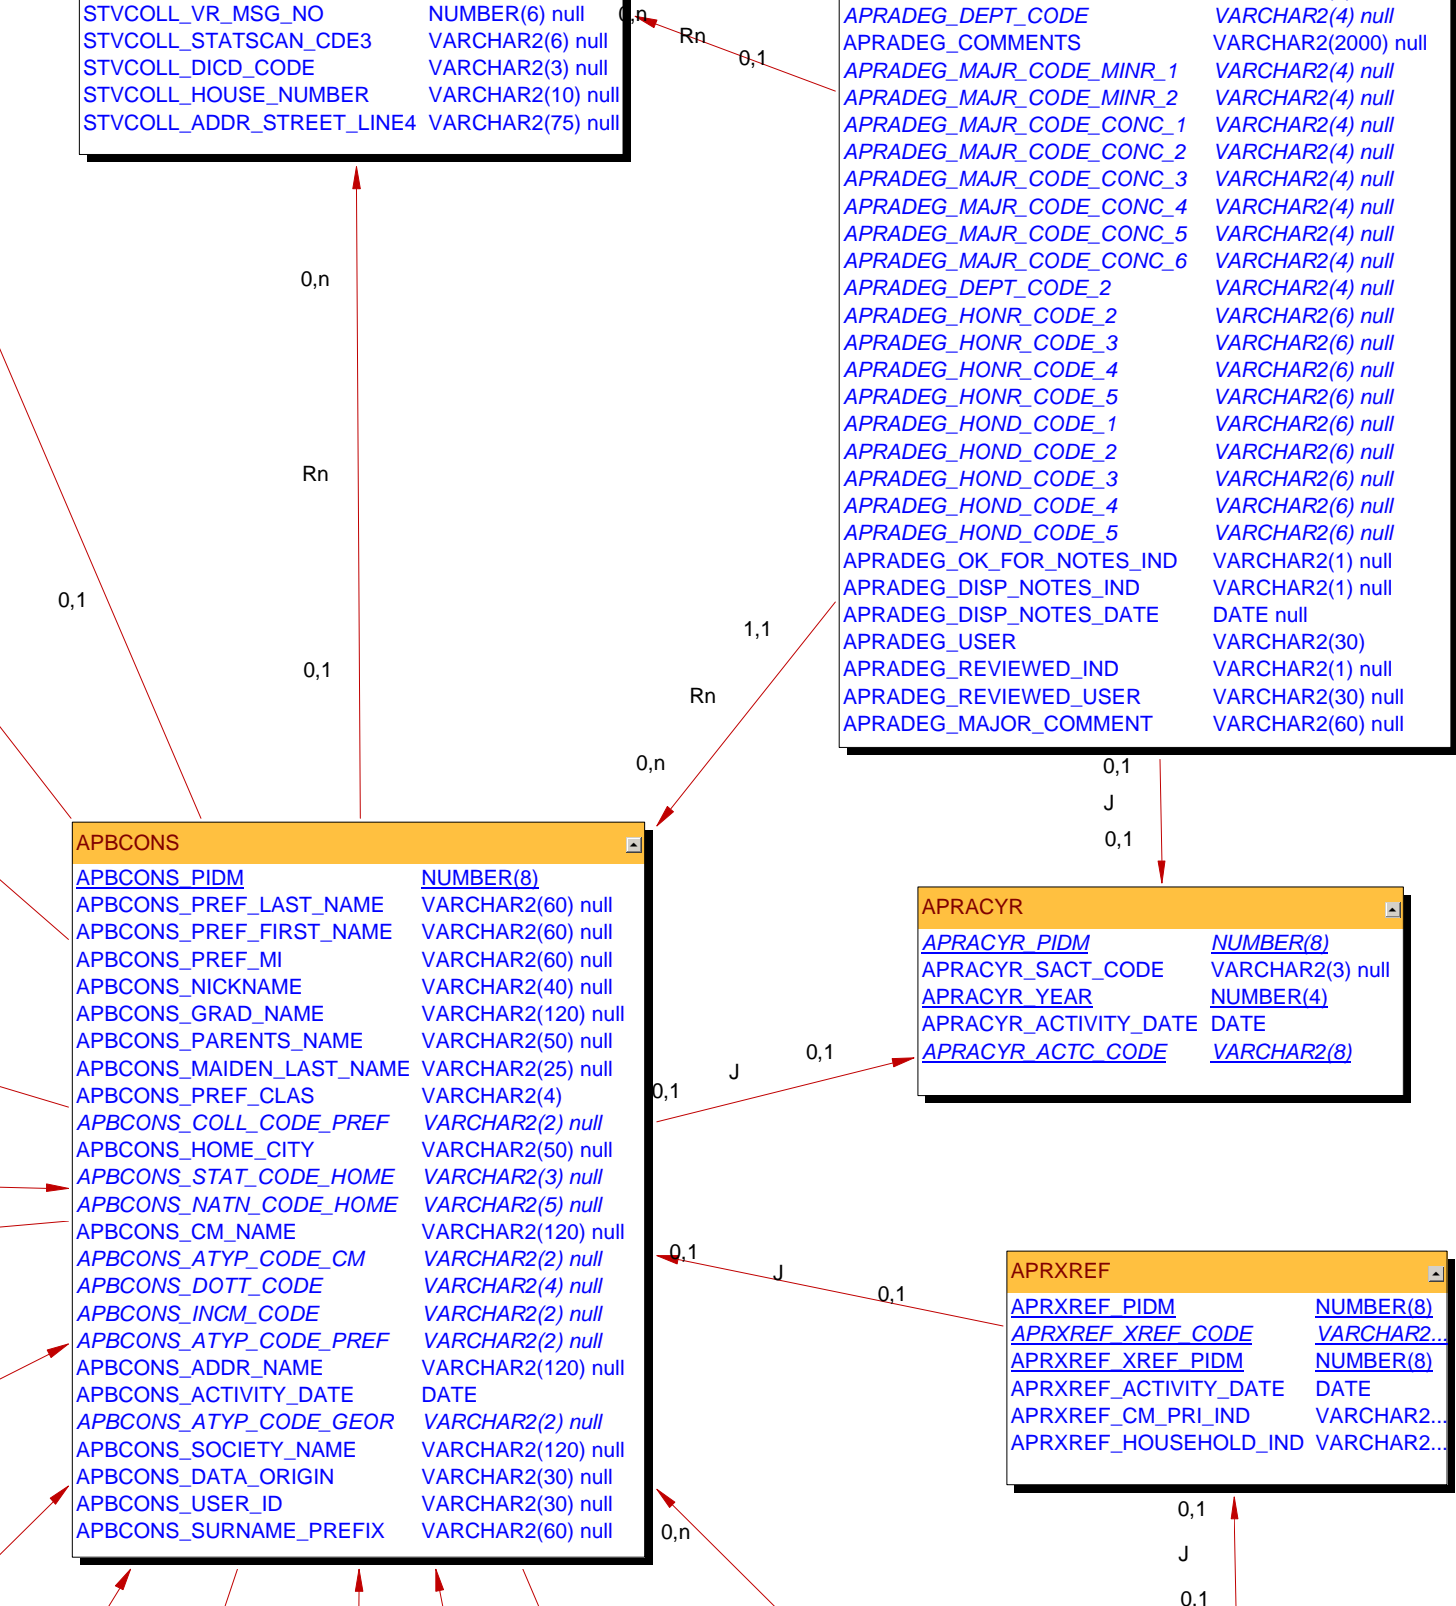 STVCOLL_VR_MSG_NO NUMBER(6) null
STVCOLL_STATSCAN_CDE3 VARCHAR2(6) null
STVCOLL_DICD_CODE VARCHAR2(3) null
STVCOLL_HOUSE_NUMBER VARCHAR2(10) null
STVCOLL_ADDR_STREET_LINE4 VARCHAR2(75) null
0,n
Rn
0,1
APRADEG_DEPT_CODE VARCHAR2(4) null
APRADEG_COMMENTS VARCHAR2(2000) null
APRADEG_MAJR_CODE_MINR_1 VARCHAR2(4) null
APRADEG_MAJR_CODE_MINR_2 VARCHAR2(4) null
APRADEG_MAJR_CODE_CONC_1 VARCHAR2(4) null
APRADEG_MAJR_CODE_CONC_2 VARCHAR2(4) null
APRADEG_MAJR_CODE_CONC_3 VARCHAR2(4) null
APRADEG_MAJR_CODE_CONC_4 VARCHAR2(4) null
APRADEG_MAJR_CODE_CONC_5 VARCHAR2(4) null
APRADEG_MAJR_CODE_CONC_6 VARCHAR2(4) null
APRADEG_DEPT_CODE_2 VARCHAR2(4) null
APRADEG_HONR_CODE_2 VARCHAR2(6) null
APRADEG_HONR_CODE_3 VARCHAR2(6) null
APRADEG_HONR_CODE_4 VARCHAR2(6) null
APRADEG_HONR_CODE_5 VARCHAR2(6) null
APRADEG_HOND_CODE_1 VARCHAR2(6) null
APRADEG_HOND_CODE_2 VARCHAR2(6) null
APRADEG_HOND_CODE_3 VARCHAR2(6) null
APRADEG_HOND_CODE_4 VARCHAR2(6) null
APRADEG_HOND_CODE_5 VARCHAR2(6) null
APRADEG_OK_FOR_NOTES_IND VARCHAR2(1) null
APRADEG_DISP_NOTES_IND VARCHAR2(1) null
APRADEG_DISP_NOTES_DATE DATE null
APRADEG_USER VARCHAR2(30)
APRADEG_REVIEWED_IND VARCHAR2(1) null
APRADEG_REVIEWED_USER VARCHAR2(30) null
APRADEG_MAJOR_COMMENT VARCHAR2(60) null
0,n
Rn
0,1
0,1
1,1
Rn
0,n
0,1
J
0,1
APBCONS
APBCONS_PIDM NUMBER(8)
APBCONS_PREF_LAST_NAME VARCHAR2(60) null
APBCONS_PREF_FIRST_NAME VARCHAR2(60) null
APBCONS_PREF_MI VARCHAR2(60) null
APBCONS_NICKNAME VARCHAR2(40) null
APBCONS_GRAD_NAME VARCHAR2(120) null
APBCONS_PARENTS_NAME VARCHAR2(50) null
APBCONS_MAIDEN_LAST_NAME VARCHAR2(25) null
APBCONS_PREF_CLAS VARCHAR2(4)
APBCONS_COLL_CODE_PREF VARCHAR2(2) null
APBCONS_HOME_CITY VARCHAR2(50) null
APBCONS_STAT_CODE_HOME VARCHAR2(3) null
APBCONS_NATN_CODE_HOME VARCHAR2(5) null
APBCONS_CM_NAME VARCHAR2(120) null
APBCONS_ATYP_CODE_CM VARCHAR2(2) null
APBCONS_DOTT_CODE VARCHAR2(4) null
APBCONS_INCM_CODE VARCHAR2(2) null
APBCONS_ATYP_CODE_PREF VARCHAR2(2) null
APBCONS_ADDR_NAME VARCHAR2(120) null
APBCONS_ACTIVITY_DATE DATE
APBCONS_ATYP_CODE_GEOR VARCHAR2(2) null
APBCONS_SOCIETY_NAME VARCHAR2(120) null
APBCONS_DATA_ORIGIN VARCHAR2(30) null
APBCONS_USER_ID VARCHAR2(30) null
APBCONS_SURNAME_PREFIX VARCHAR2(60) null
APRACYR
APRACYR_PIDM NUMBER(8)
APRACYR_SACT_CODE VARCHAR2(3) null
APRACYR_YEAR NUMBER(4)
APRACYR_ACTIVITY_DATE DATE
APRACYR_ACTC_CODE VARCHAR2(8)
0,1
J
0,1
0,1
J
0,1
APRXREF
APRXREF_PIDM NUMBER(8)
APRXREF_XREF_CODE VARCHAR2...
APRXREF_XREF_PIDM NUMBER(8)
APRXREF_ACTIVITY_DATE DATE
APRXREF_CM_PRI_IND VARCHAR2...
APRXREF_HOUSEHOLD_IND VARCHAR2...
0,n
0,1
J
0,1